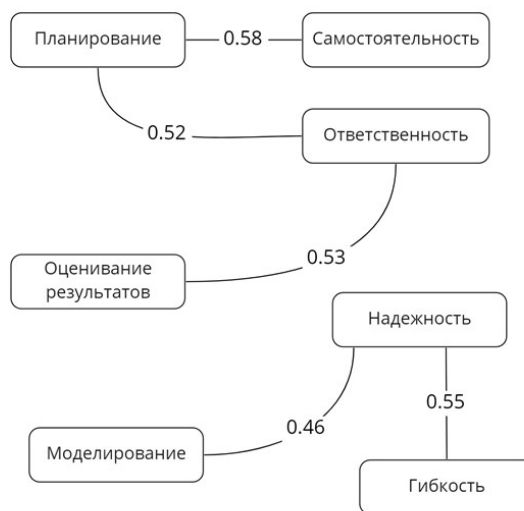 Планирование
0.58
Самостоятельность
0.52
Ответственность
0.53
Оценивание
результатов
Надежность
0.55
0.46
Моделирование
Гибкость